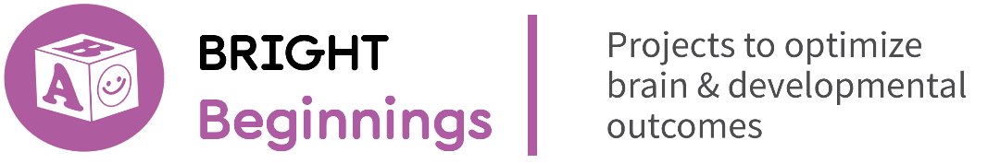 B
A
BRIGHT
Beginnings
Projects to optimize
brain & developmental
outcomes